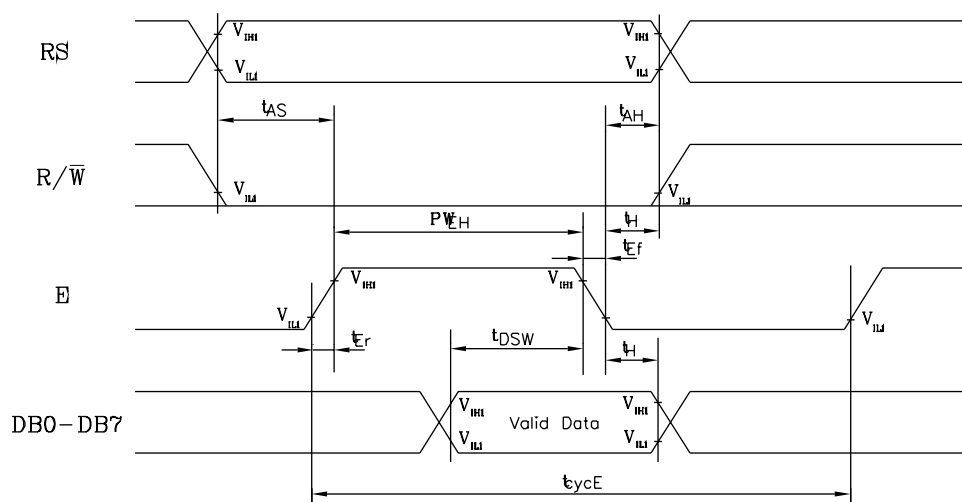 RS
V_IH1
V_IL1
V_IH1
V_IL1
t_AS
t_AH
R/W̅
V_IL1
V_IL1
PW_EH
t_H
t_Ef
E
V_IH1
V_IH1
V_IL1
V_IL1
t_Er
t_DSW
t_H
DB0-DB7
V_IH1
V_IL1
Valid Data
V_IH1
V_IL1
t_cycE